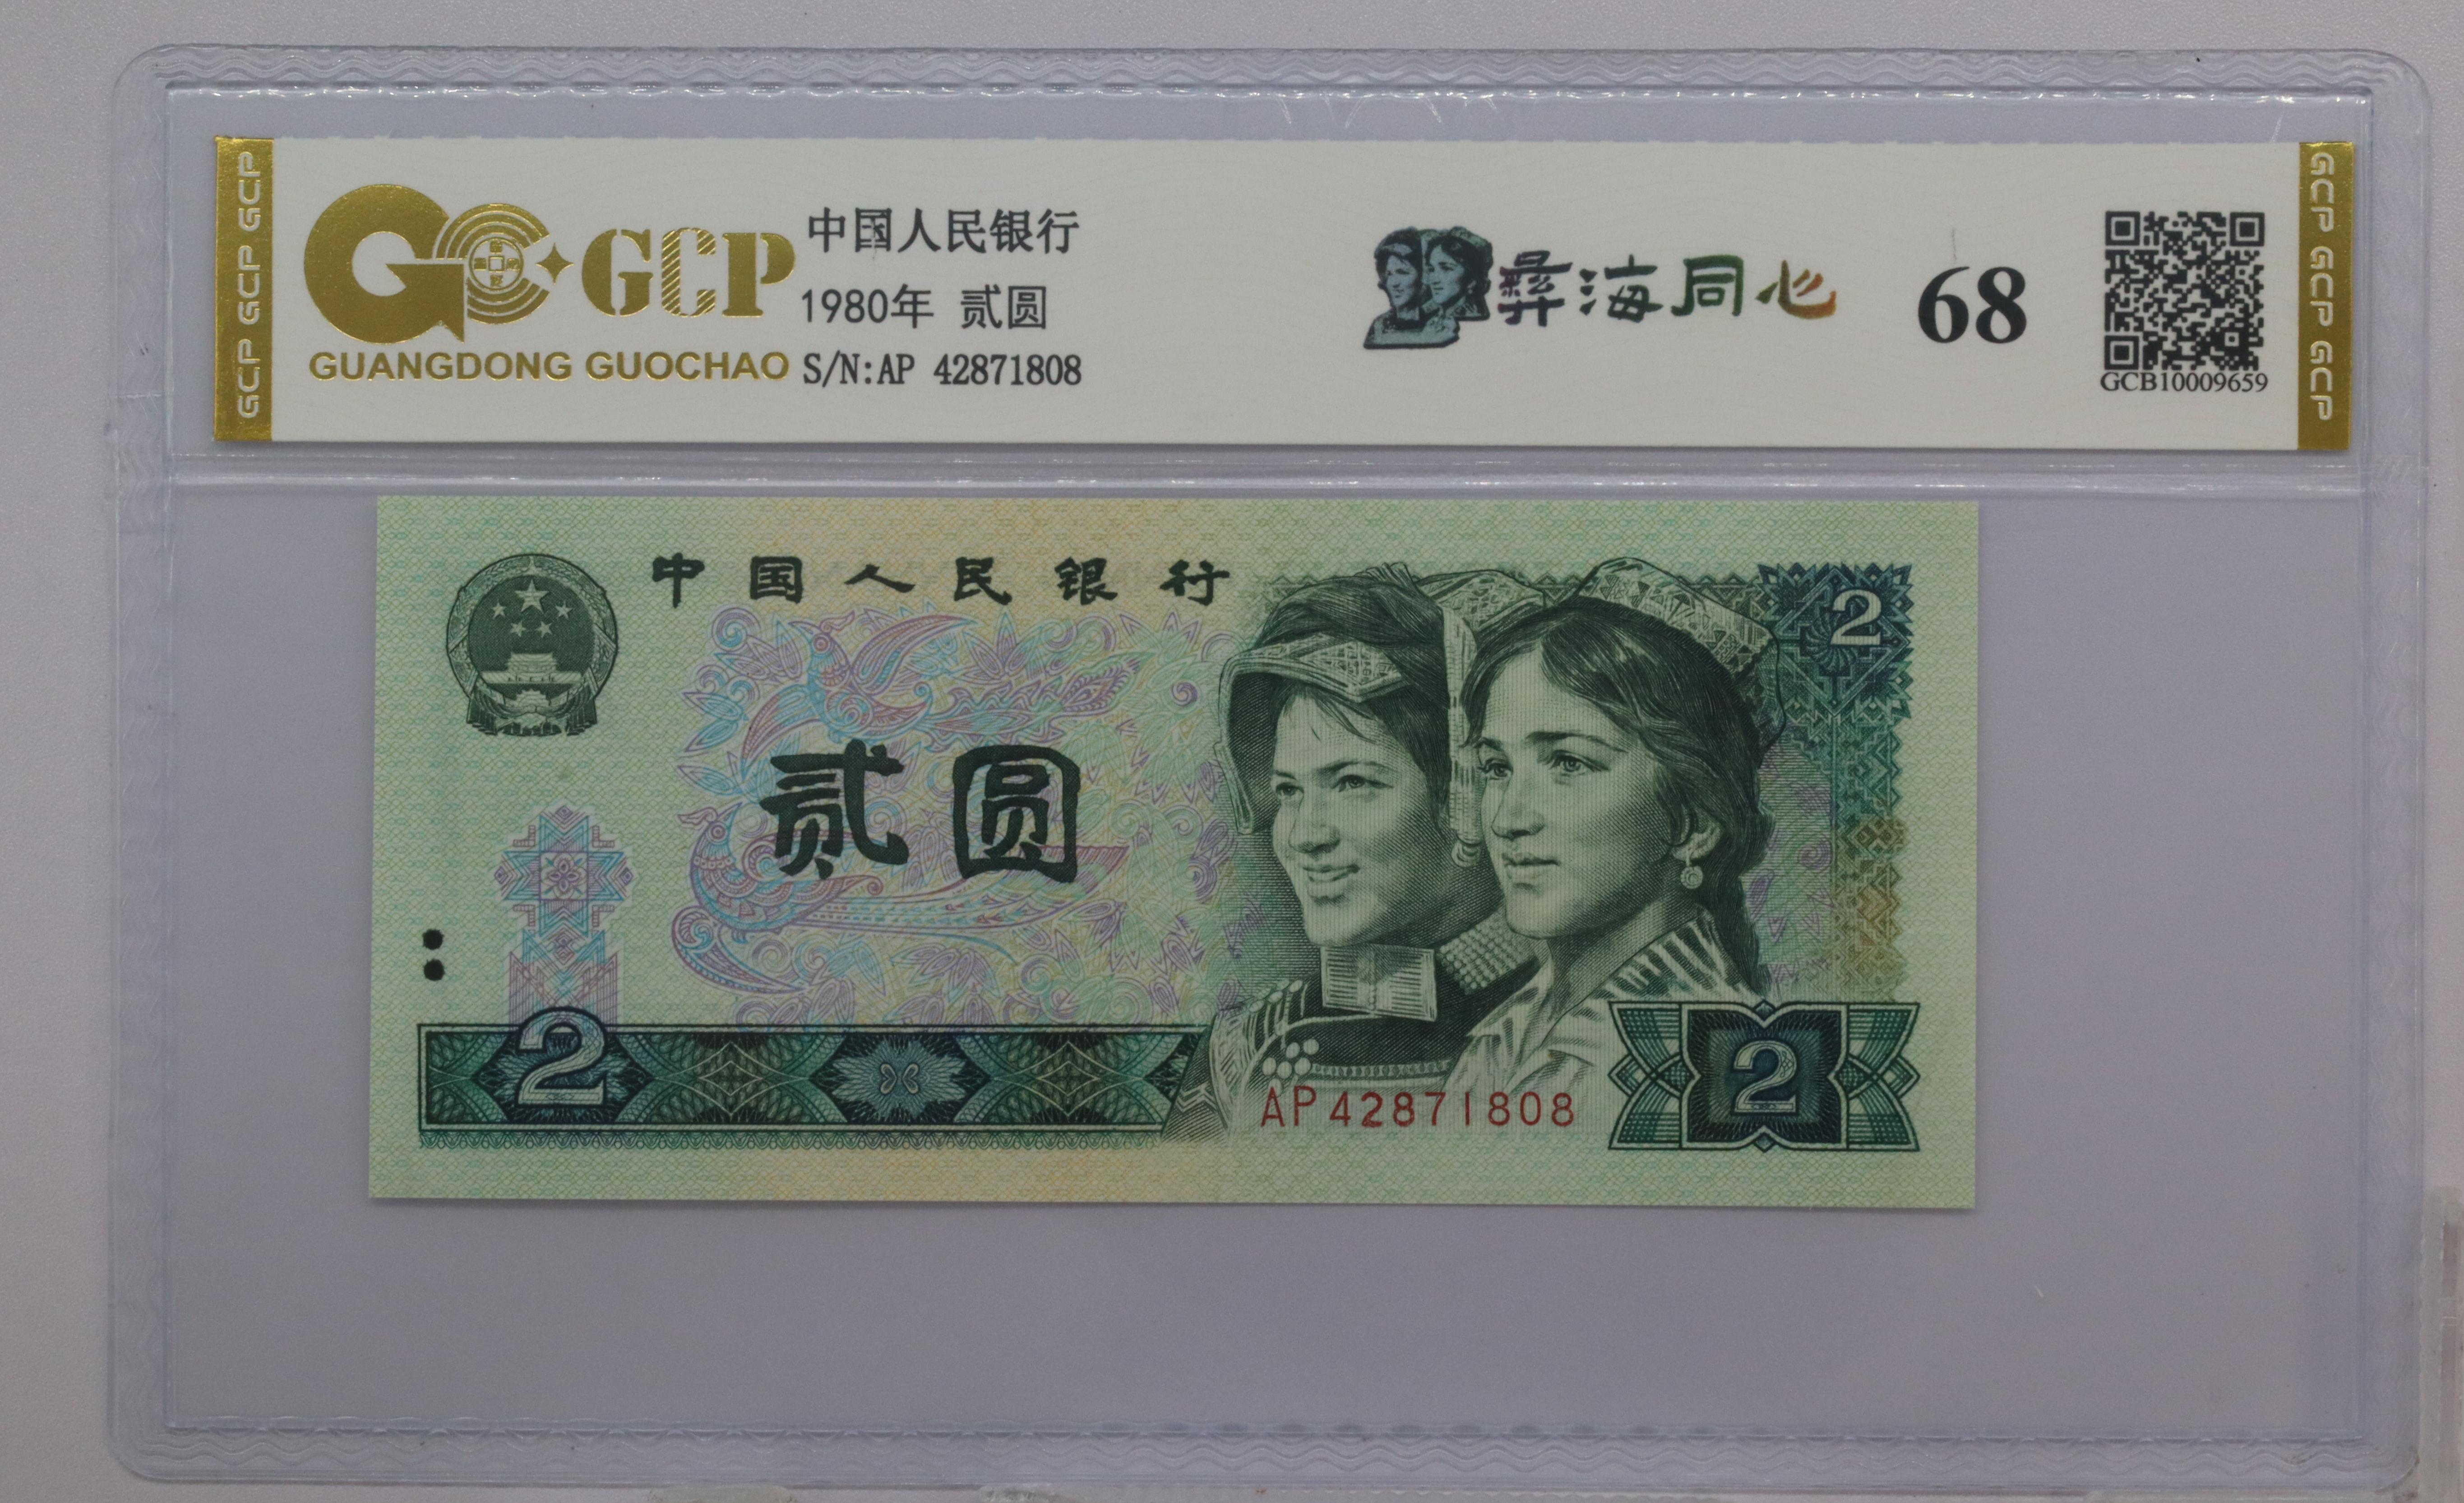 GCP GCP GCP
GCP
GUANGDONG GUOCHAO
中国人民银行
1980年 贰圆
S/N:AP 42871808
彝海同心
68
GCB10009659
GCP GCP GCP
中国人民银行
2
贰圆
2
AP42871808
2